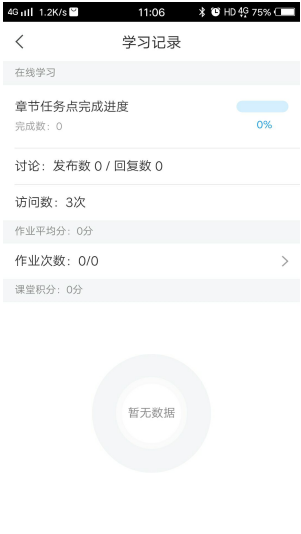 4G 1.2K/s 11:06 HD 4G 75%
学习记录
在线学习
章节任务点完成进度
完成数：0 0%
讨论：发布数 0 / 回复数 0
访问数：3次
作业平均分：0分
作业次数：0/0
课堂积分：0分
暂无数据